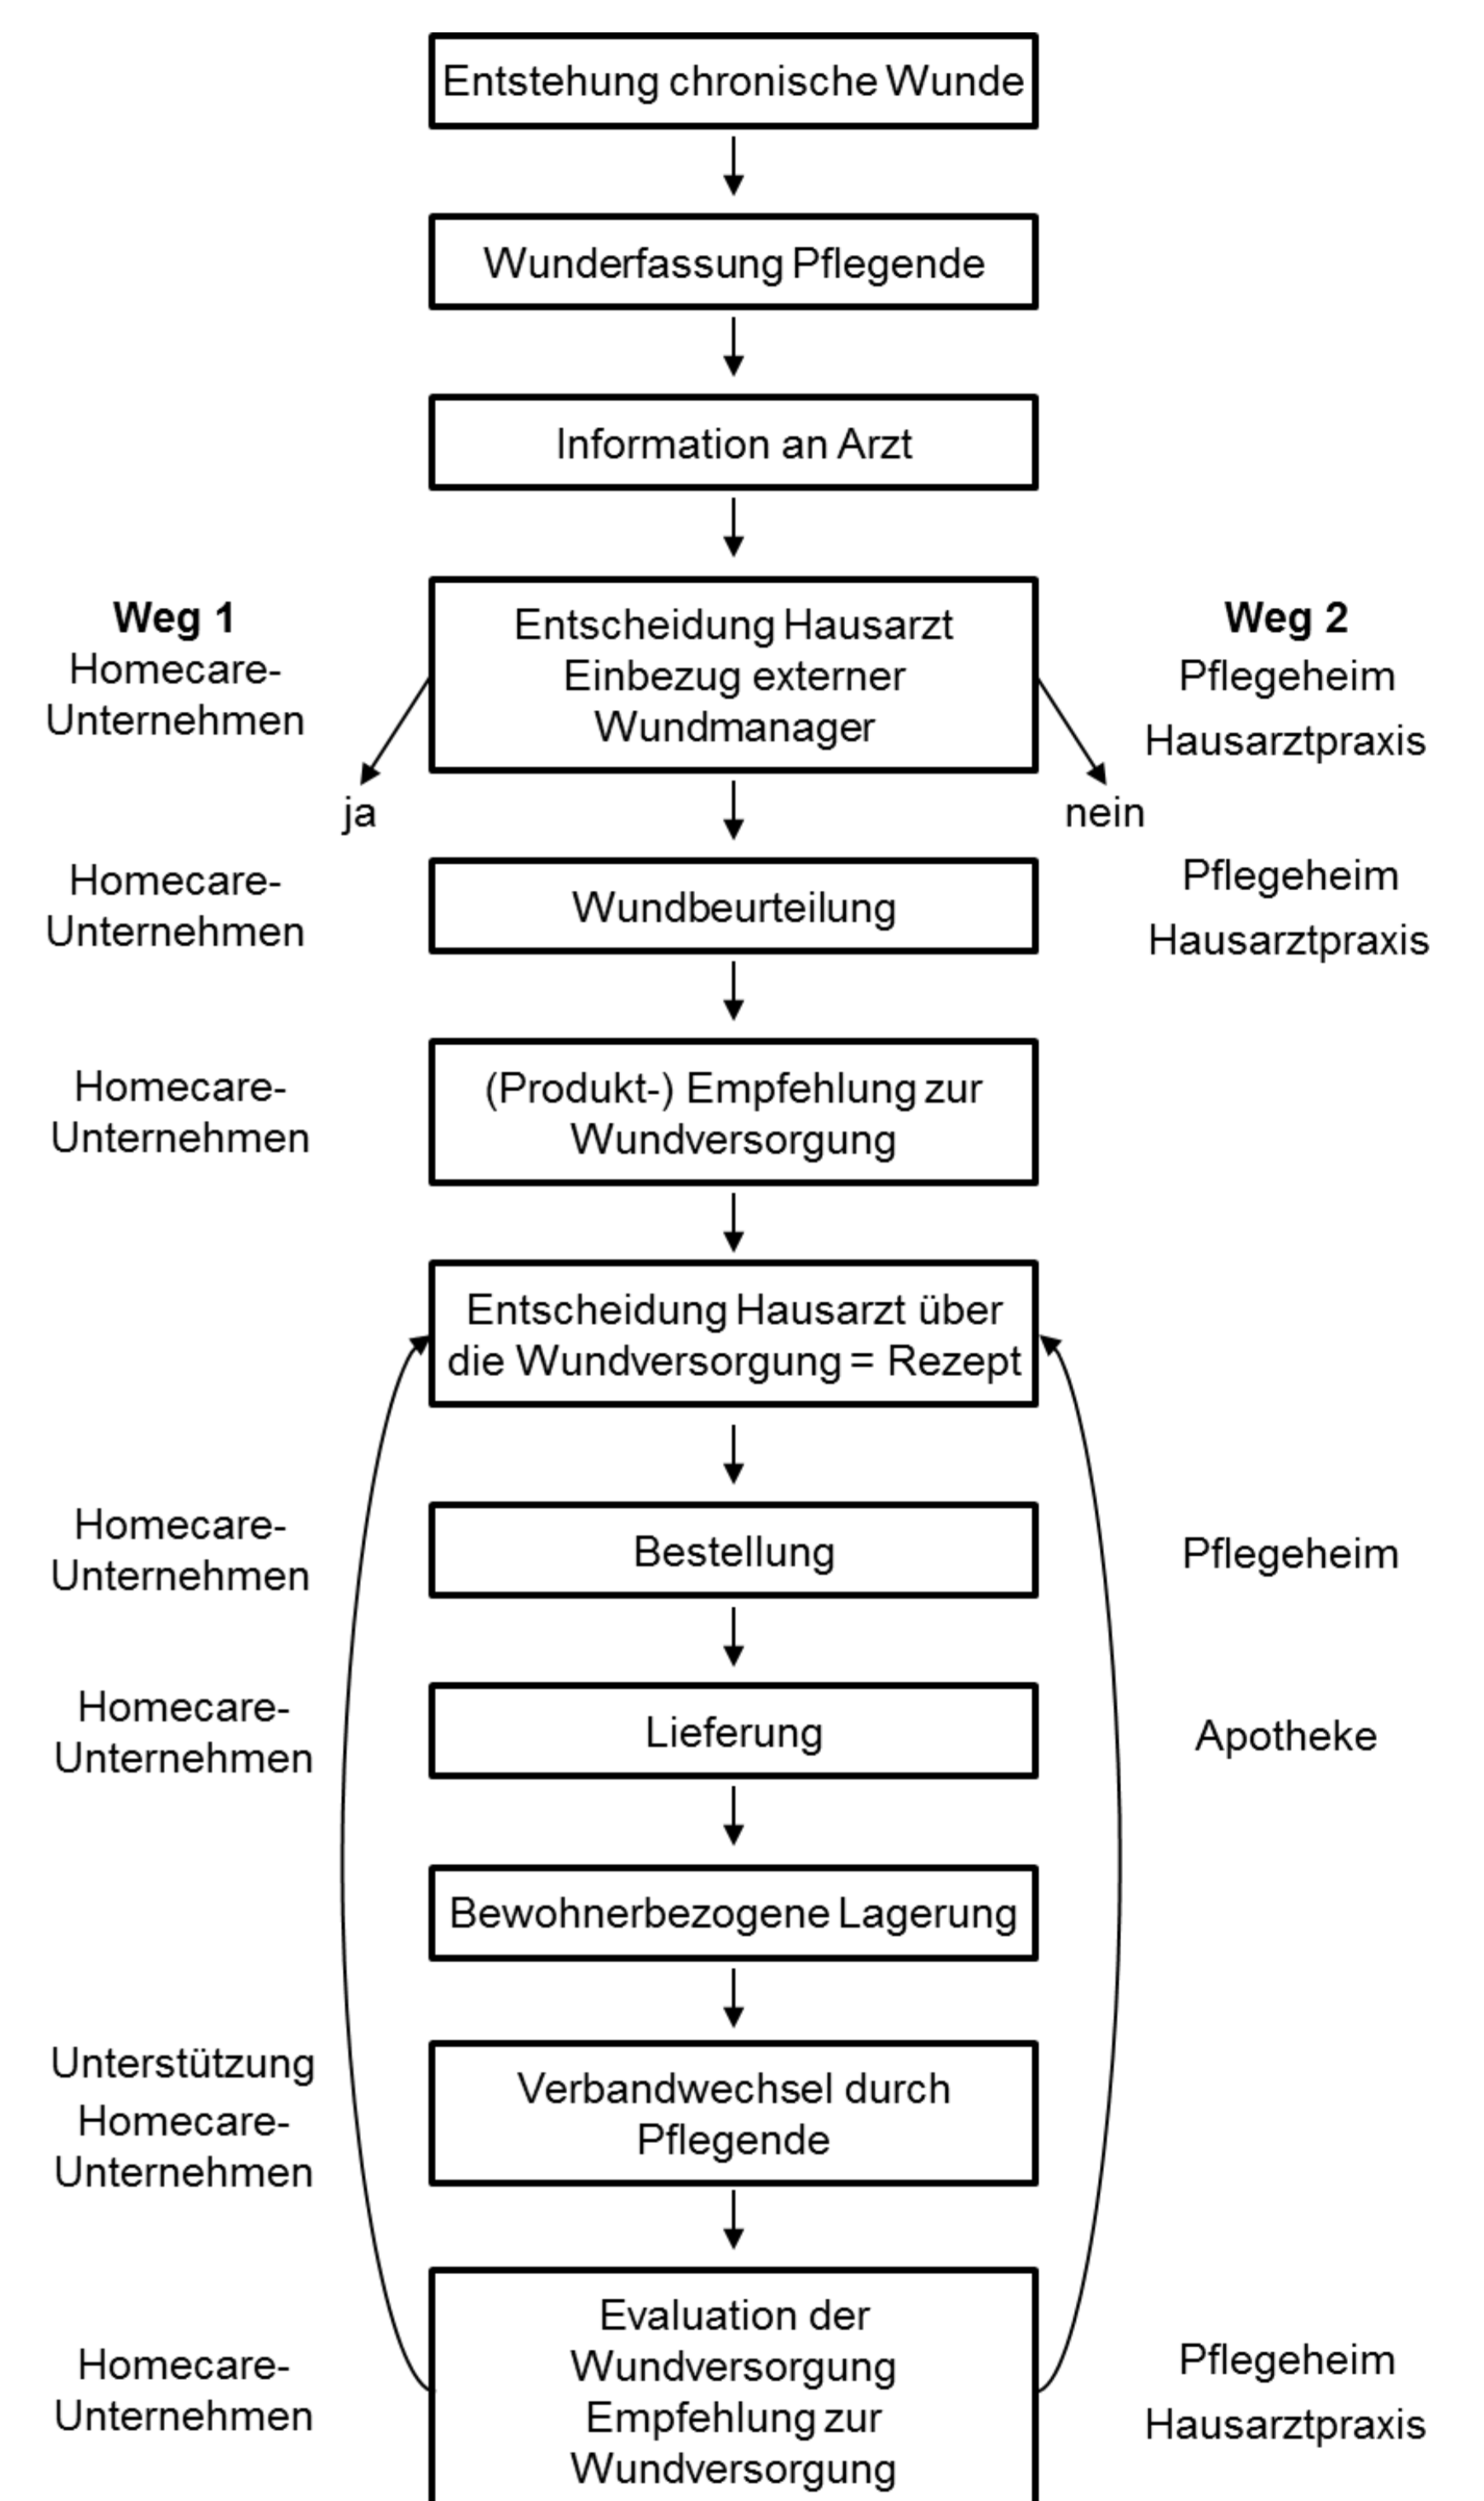 Entstehung chronische Wunde
Wunderfassung Pflegende
Information an Arzt
Weg 1
Homecare-
Unternehmen
Entscheidung Hausarzt
Einbezug externer
Wundmanager
Weg 2
Pflegeheim
Hausarztpraxis
ja
nein
Homecare-
Unternehmen
Wundbeurteilung
Pflegeheim
Hausarztpraxis
Homecare-
Unternehmen
(Produkt-) Empfehlung zur
Wundversorgung
Entscheidung Hausarzt über
die Wundversorgung = Rezept
Homecare-
Unternehmen
Bestellung
Pflegeheim
Homecare-
Unternehmen
Lieferung
Apotheke
Bewohnerbezogene Lagerung
Unterstützung
Homecare-
Unternehmen
Verbandwechsel durch
Pflegende
Homecare-
Unternehmen
Evaluation der
Wundversorgung
Empfehlung zur
Wundversorgung
Pflegeheim
Hausarztpraxis